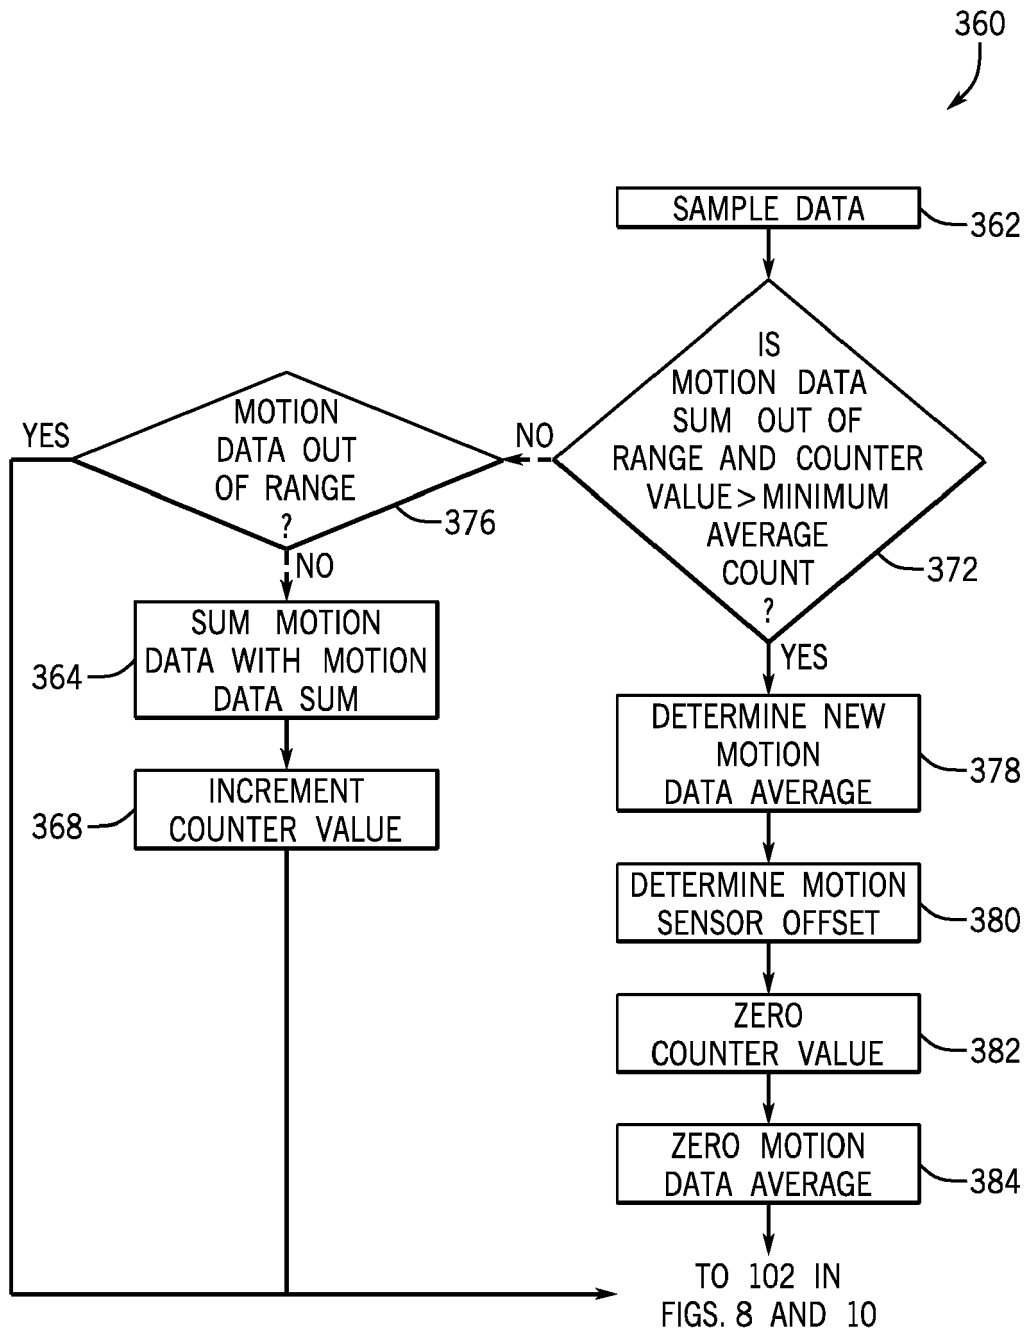 360
SAMPLE DATA
362
IS
MOTION DATA
SUM OUT OF
RANGE AND COUNTER
VALUE > MINIMUM
AVERAGE
COUNT
?
372
NO
YES
MOTION
DATA OUT
OF RANGE
?
376
YES
NO
SUM MOTION
DATA WITH MOTION
DATA SUM
364
INCREMENT
COUNTER VALUE
368
DETERMINE NEW
MOTION
DATA AVERAGE
378
DETERMINE MOTION
SENSOR OFFSET
380
ZERO
COUNTER VALUE
382
ZERO MOTION
DATA AVERAGE
384
TO 102 IN
FIGS. 8 AND 10